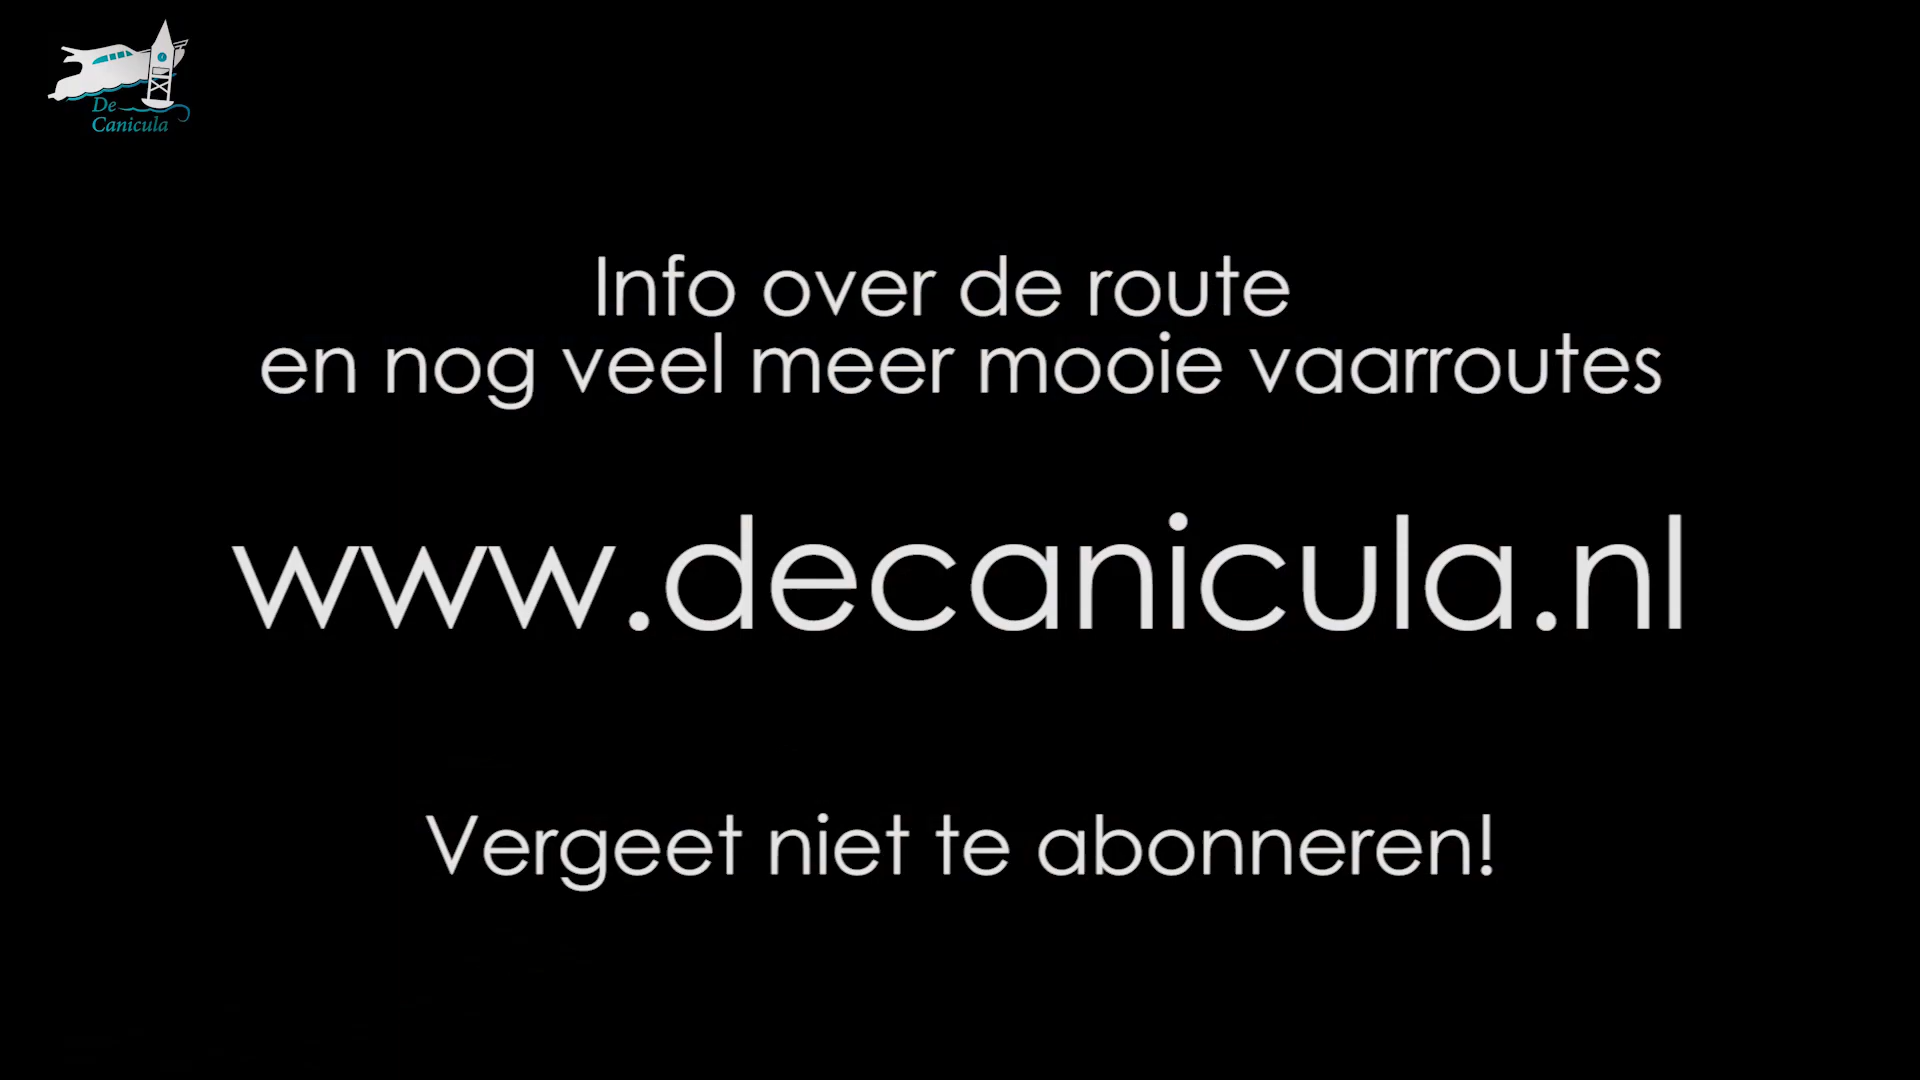 De
Canicula
Info over de route
en nog veel meer mooie vaarroutes
www.decanicula.nl
Vergeet niet te abonneren!